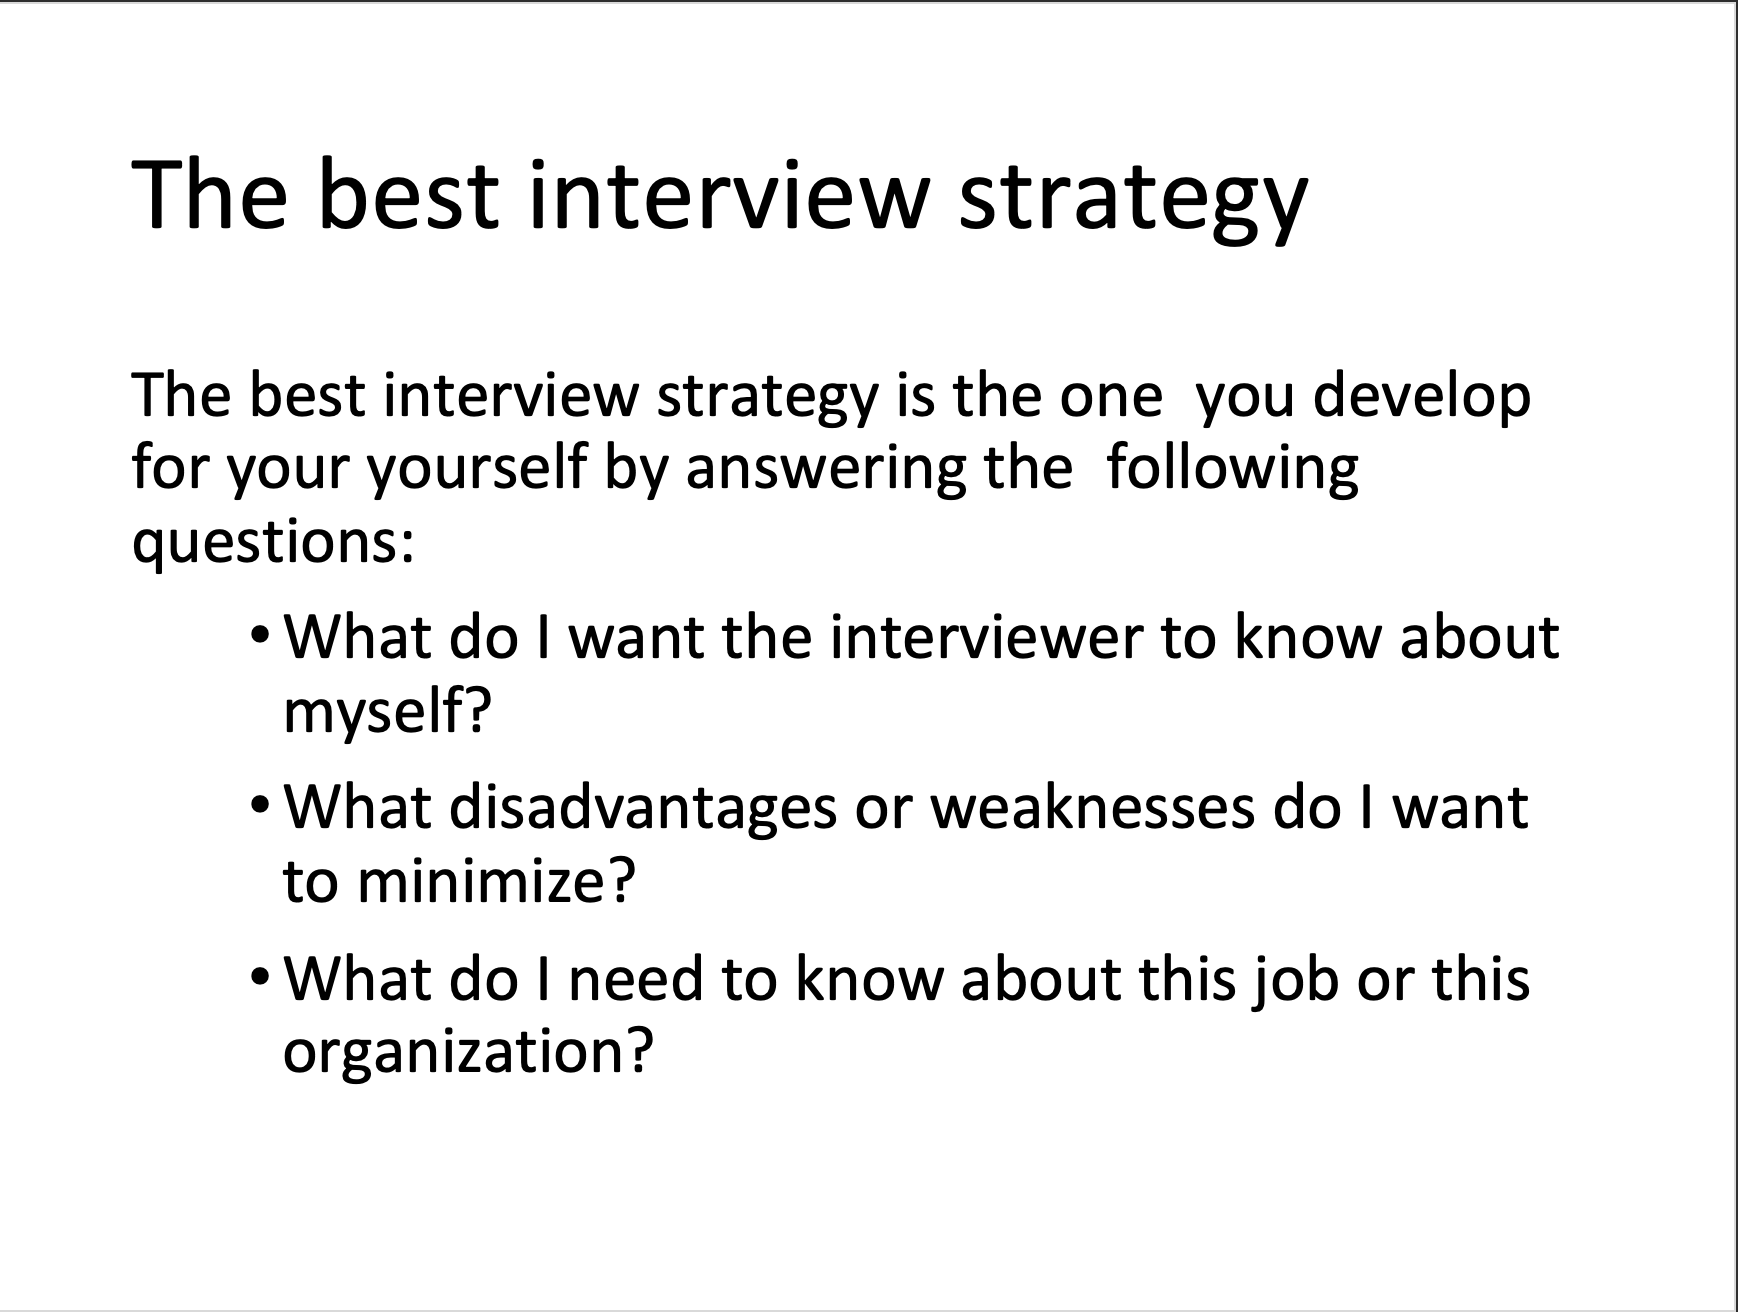 The best interview strategy
The best interview strategy is the one  you develop
for your yourself by answering the  following
questions:
• What do I want the interviewer to know about
myself?
• What disadvantages or weaknesses do I want
to minimize?
• What do I need to know about this job or this
organization?